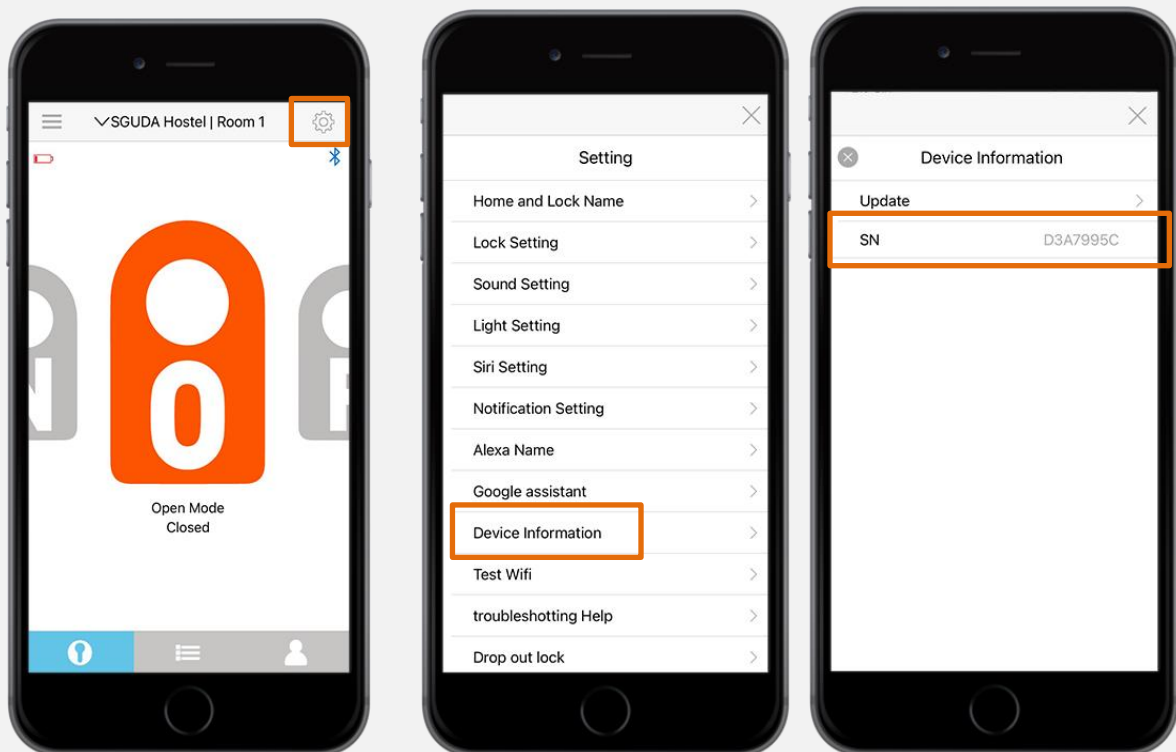 SGUDA Hostel | Room 1
N
O
Open Mode
Closed
Setting
Home and Lock Name
Lock Setting
Sound Setting
Light Setting
Siri Setting
Notification Setting
Alexa Name
Google assistant
Device Information
Test Wifi
troubleshotting Help
Drop out lock
Device Information
Update
SN D3A7995C